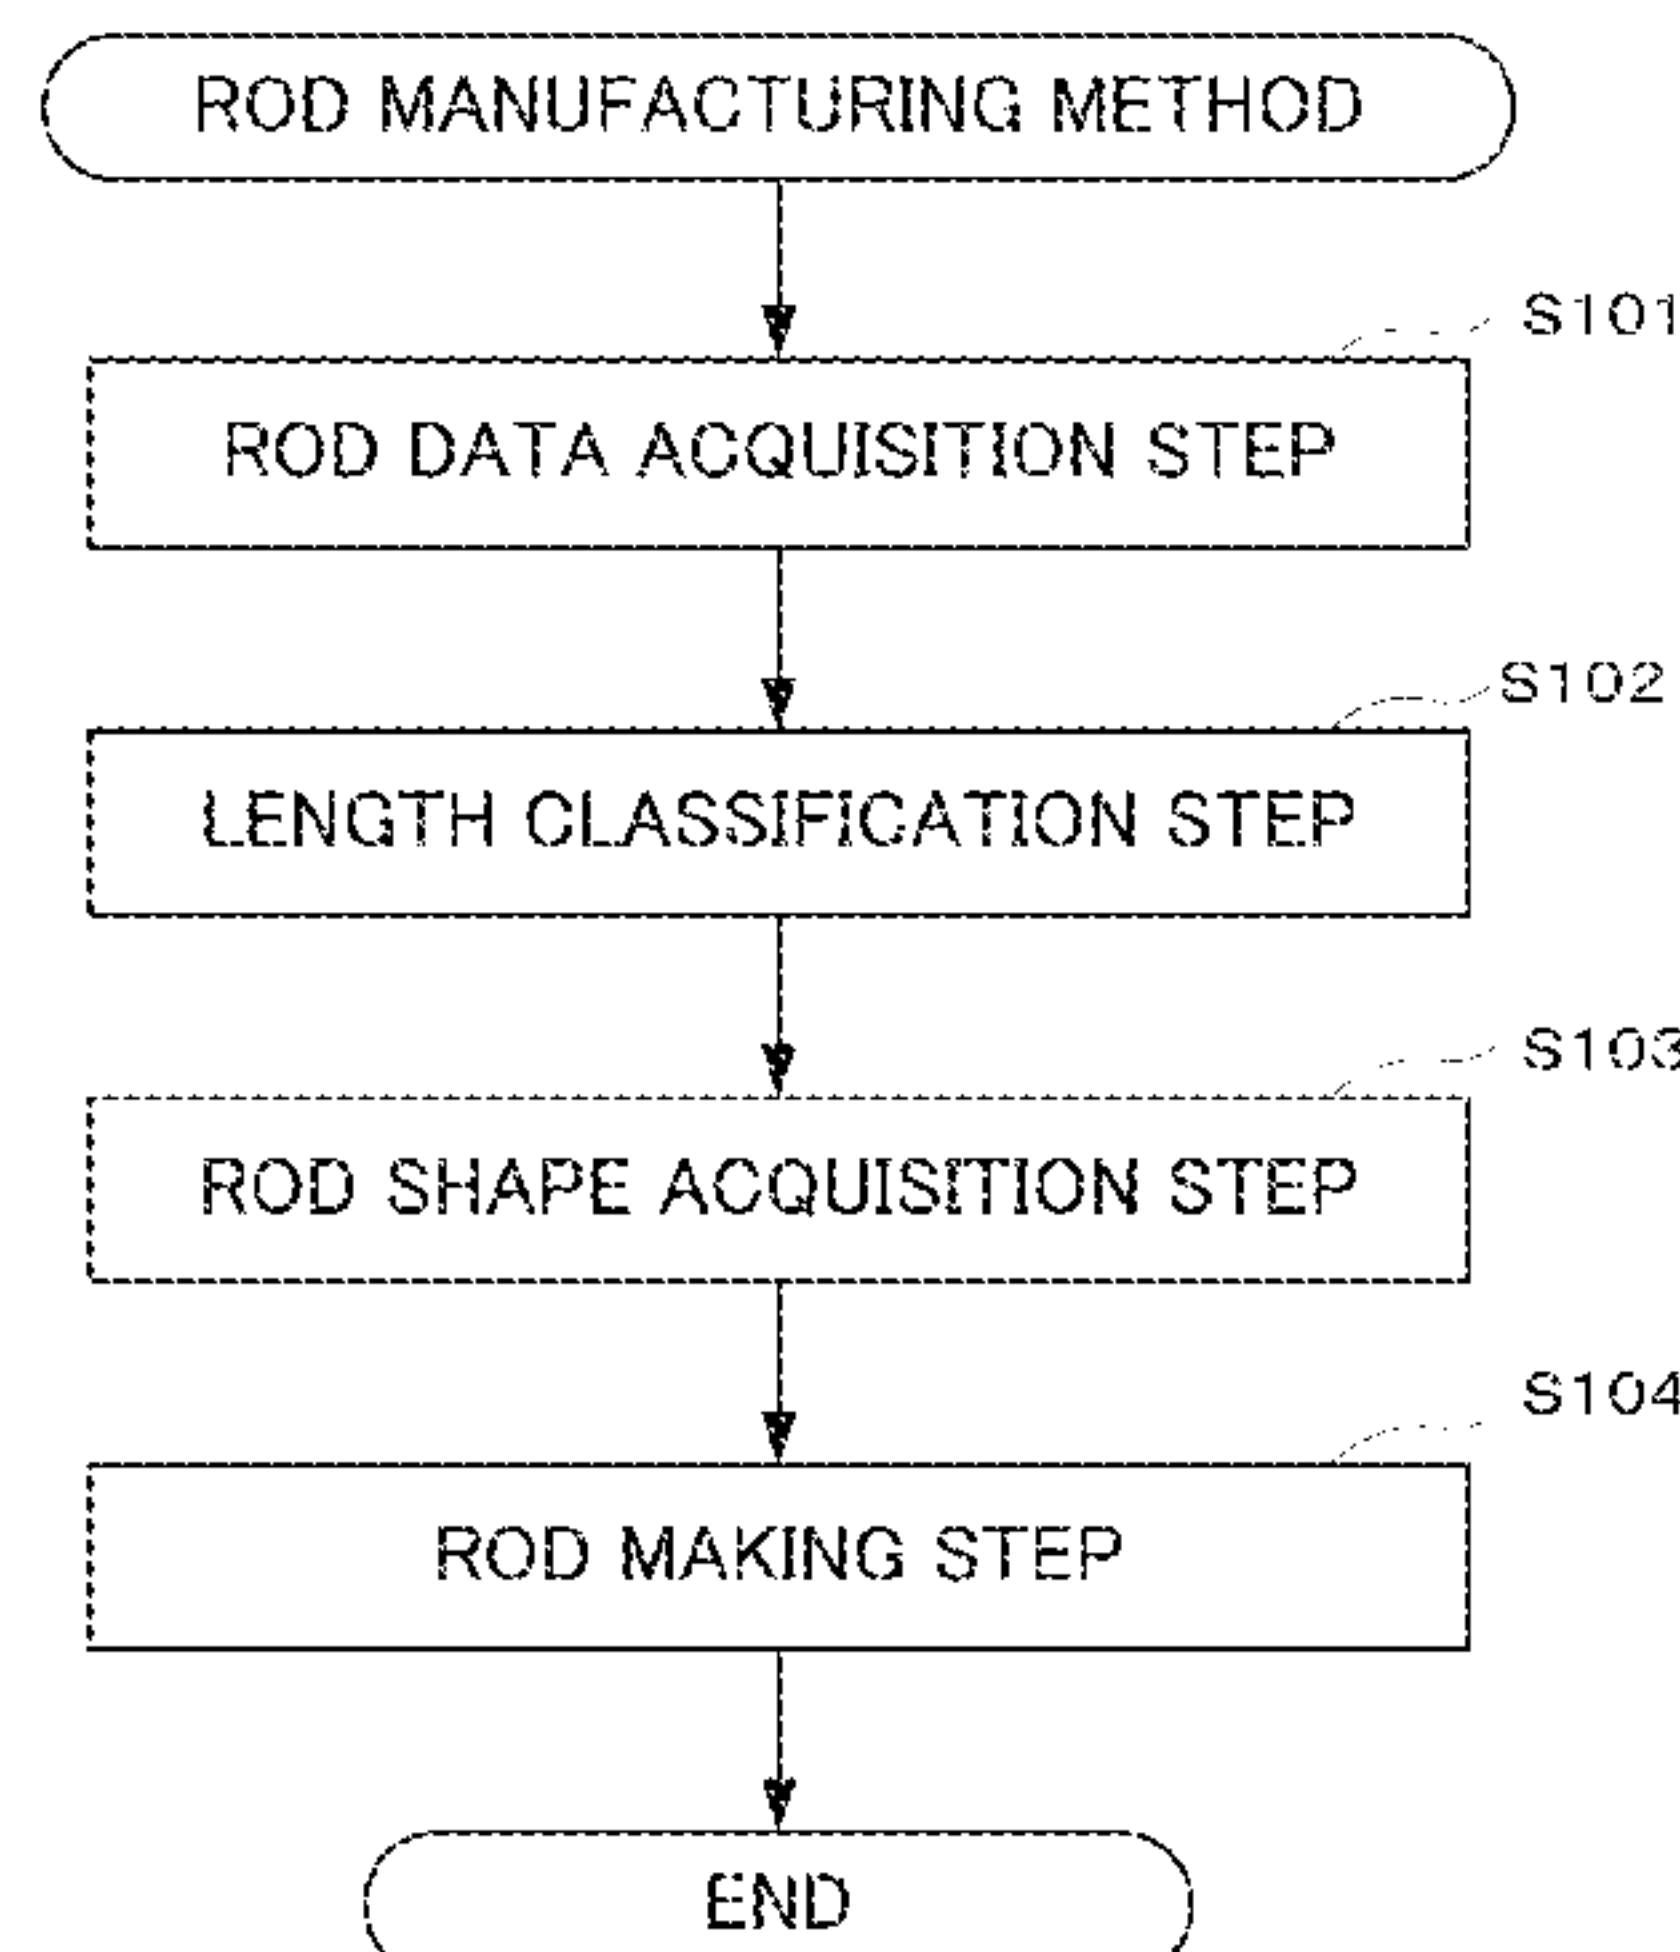 ROD MANUFACTURING METHOD
S101
ROD DATA ACQUISITION STEP
S102
LENGTH CLASSIFICATION STEP
S103
ROD SHAPE ACQUISITION STEP
S104
ROD MAKING STEP
END